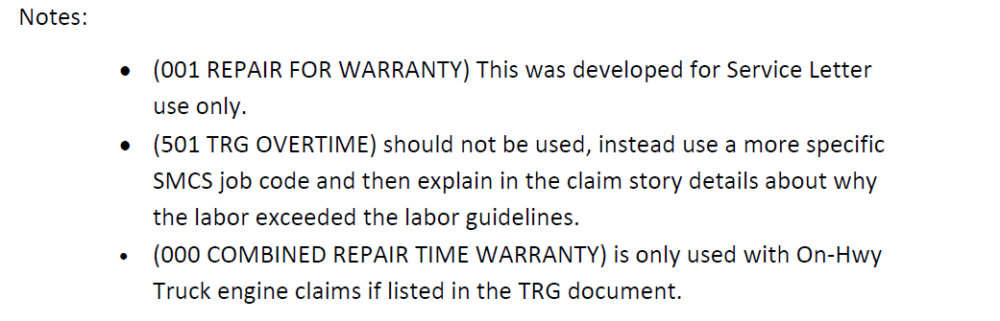 Notes:
• (001 REPAIR FOR WARRANTY) This was developed for Service Letter
use only.
• (501 TRG OVERTIME) should not be used, instead use a more specific
SMCS job code and then explain in the claim story details about why
the labor exceeded the labor guidelines.
• (000 COMBINED REPAIR TIME WARRANTY) is only used with On-Hwy
Truck engine claims if listed in the TRG document.